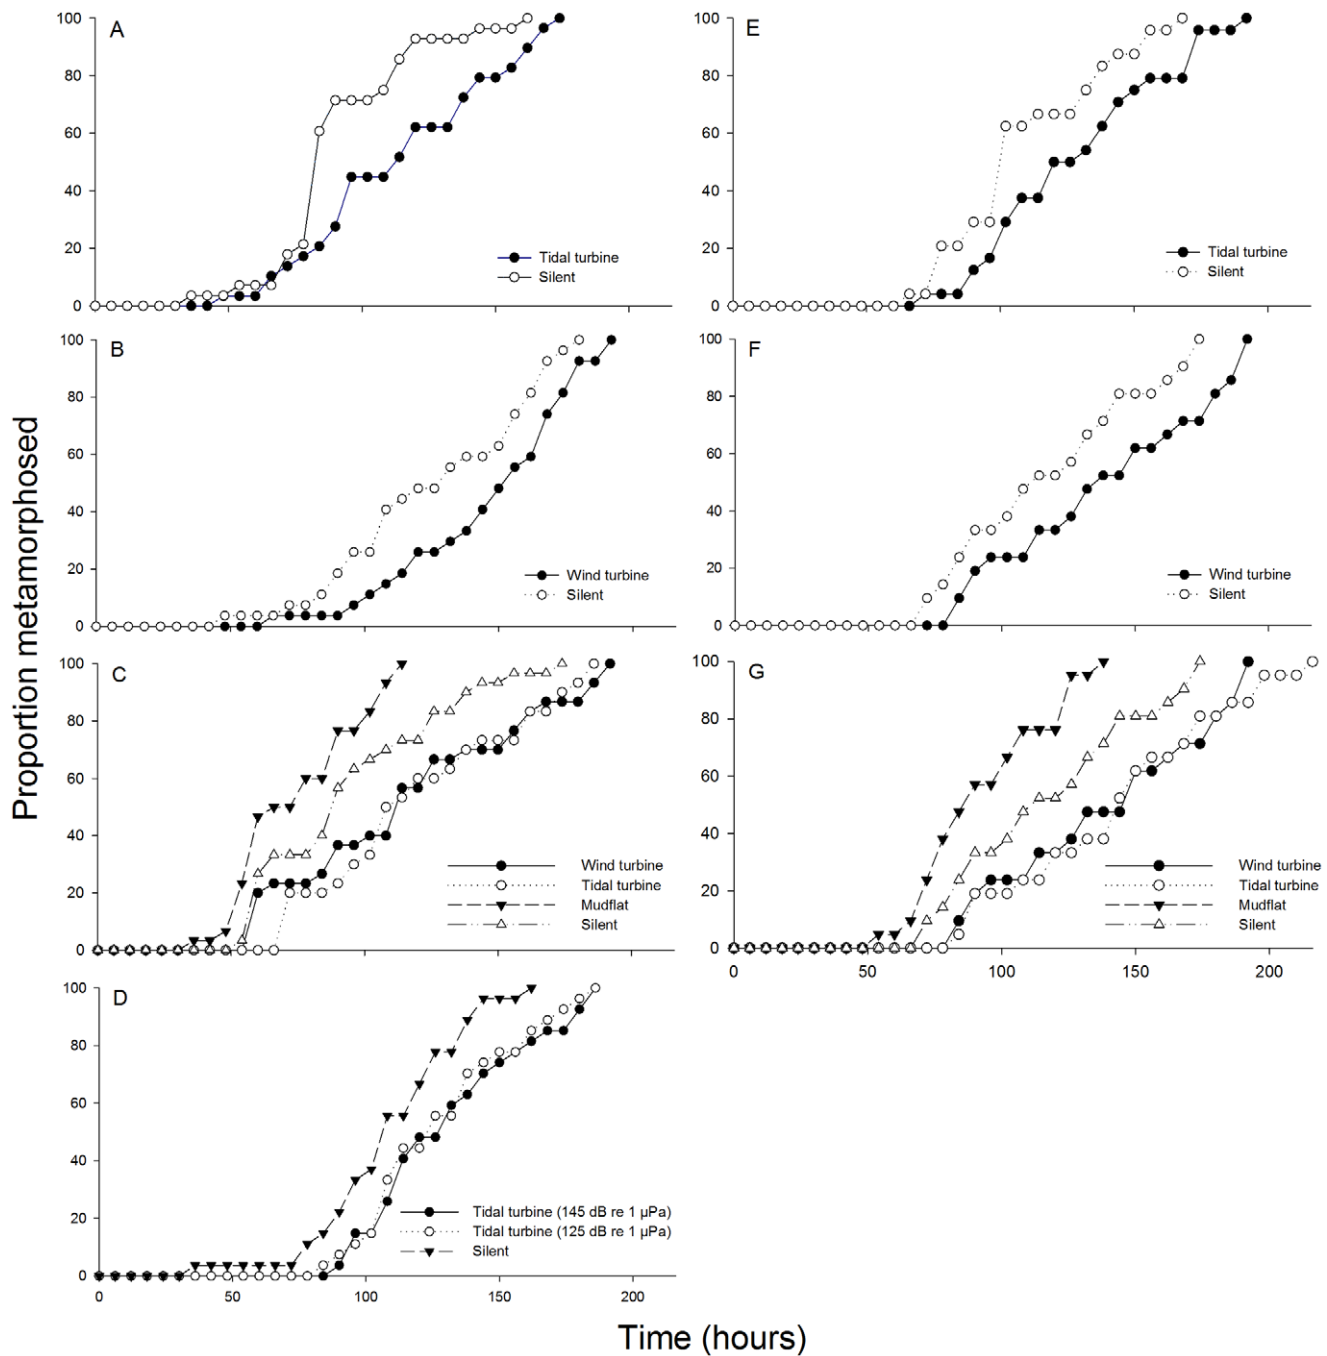 Proportion metamorphosed
A
100
80
60
40
20
0
Tidal turbine
Silent
E
100
80
60
40
20
0
Tidal turbine
Silent
B
100
80
60
40
20
0
Wind turbine
Silent
F
100
80
60
40
20
0
Wind turbine
Silent
C
100
80
60
40
20
0
Wind turbine
Tidal turbine
Mudflat
Silent
G
100
80
60
40
20
0
Wind turbine
Tidal turbine
Mudflat
Silent
0 50 100 150 200
D
100
80
60
40
20
0
Tidal turbine (145 dB re 1 µPa)
Tidal turbine (125 dB re 1 µPa)
Silent
0 50 100 150 200
Time (hours)